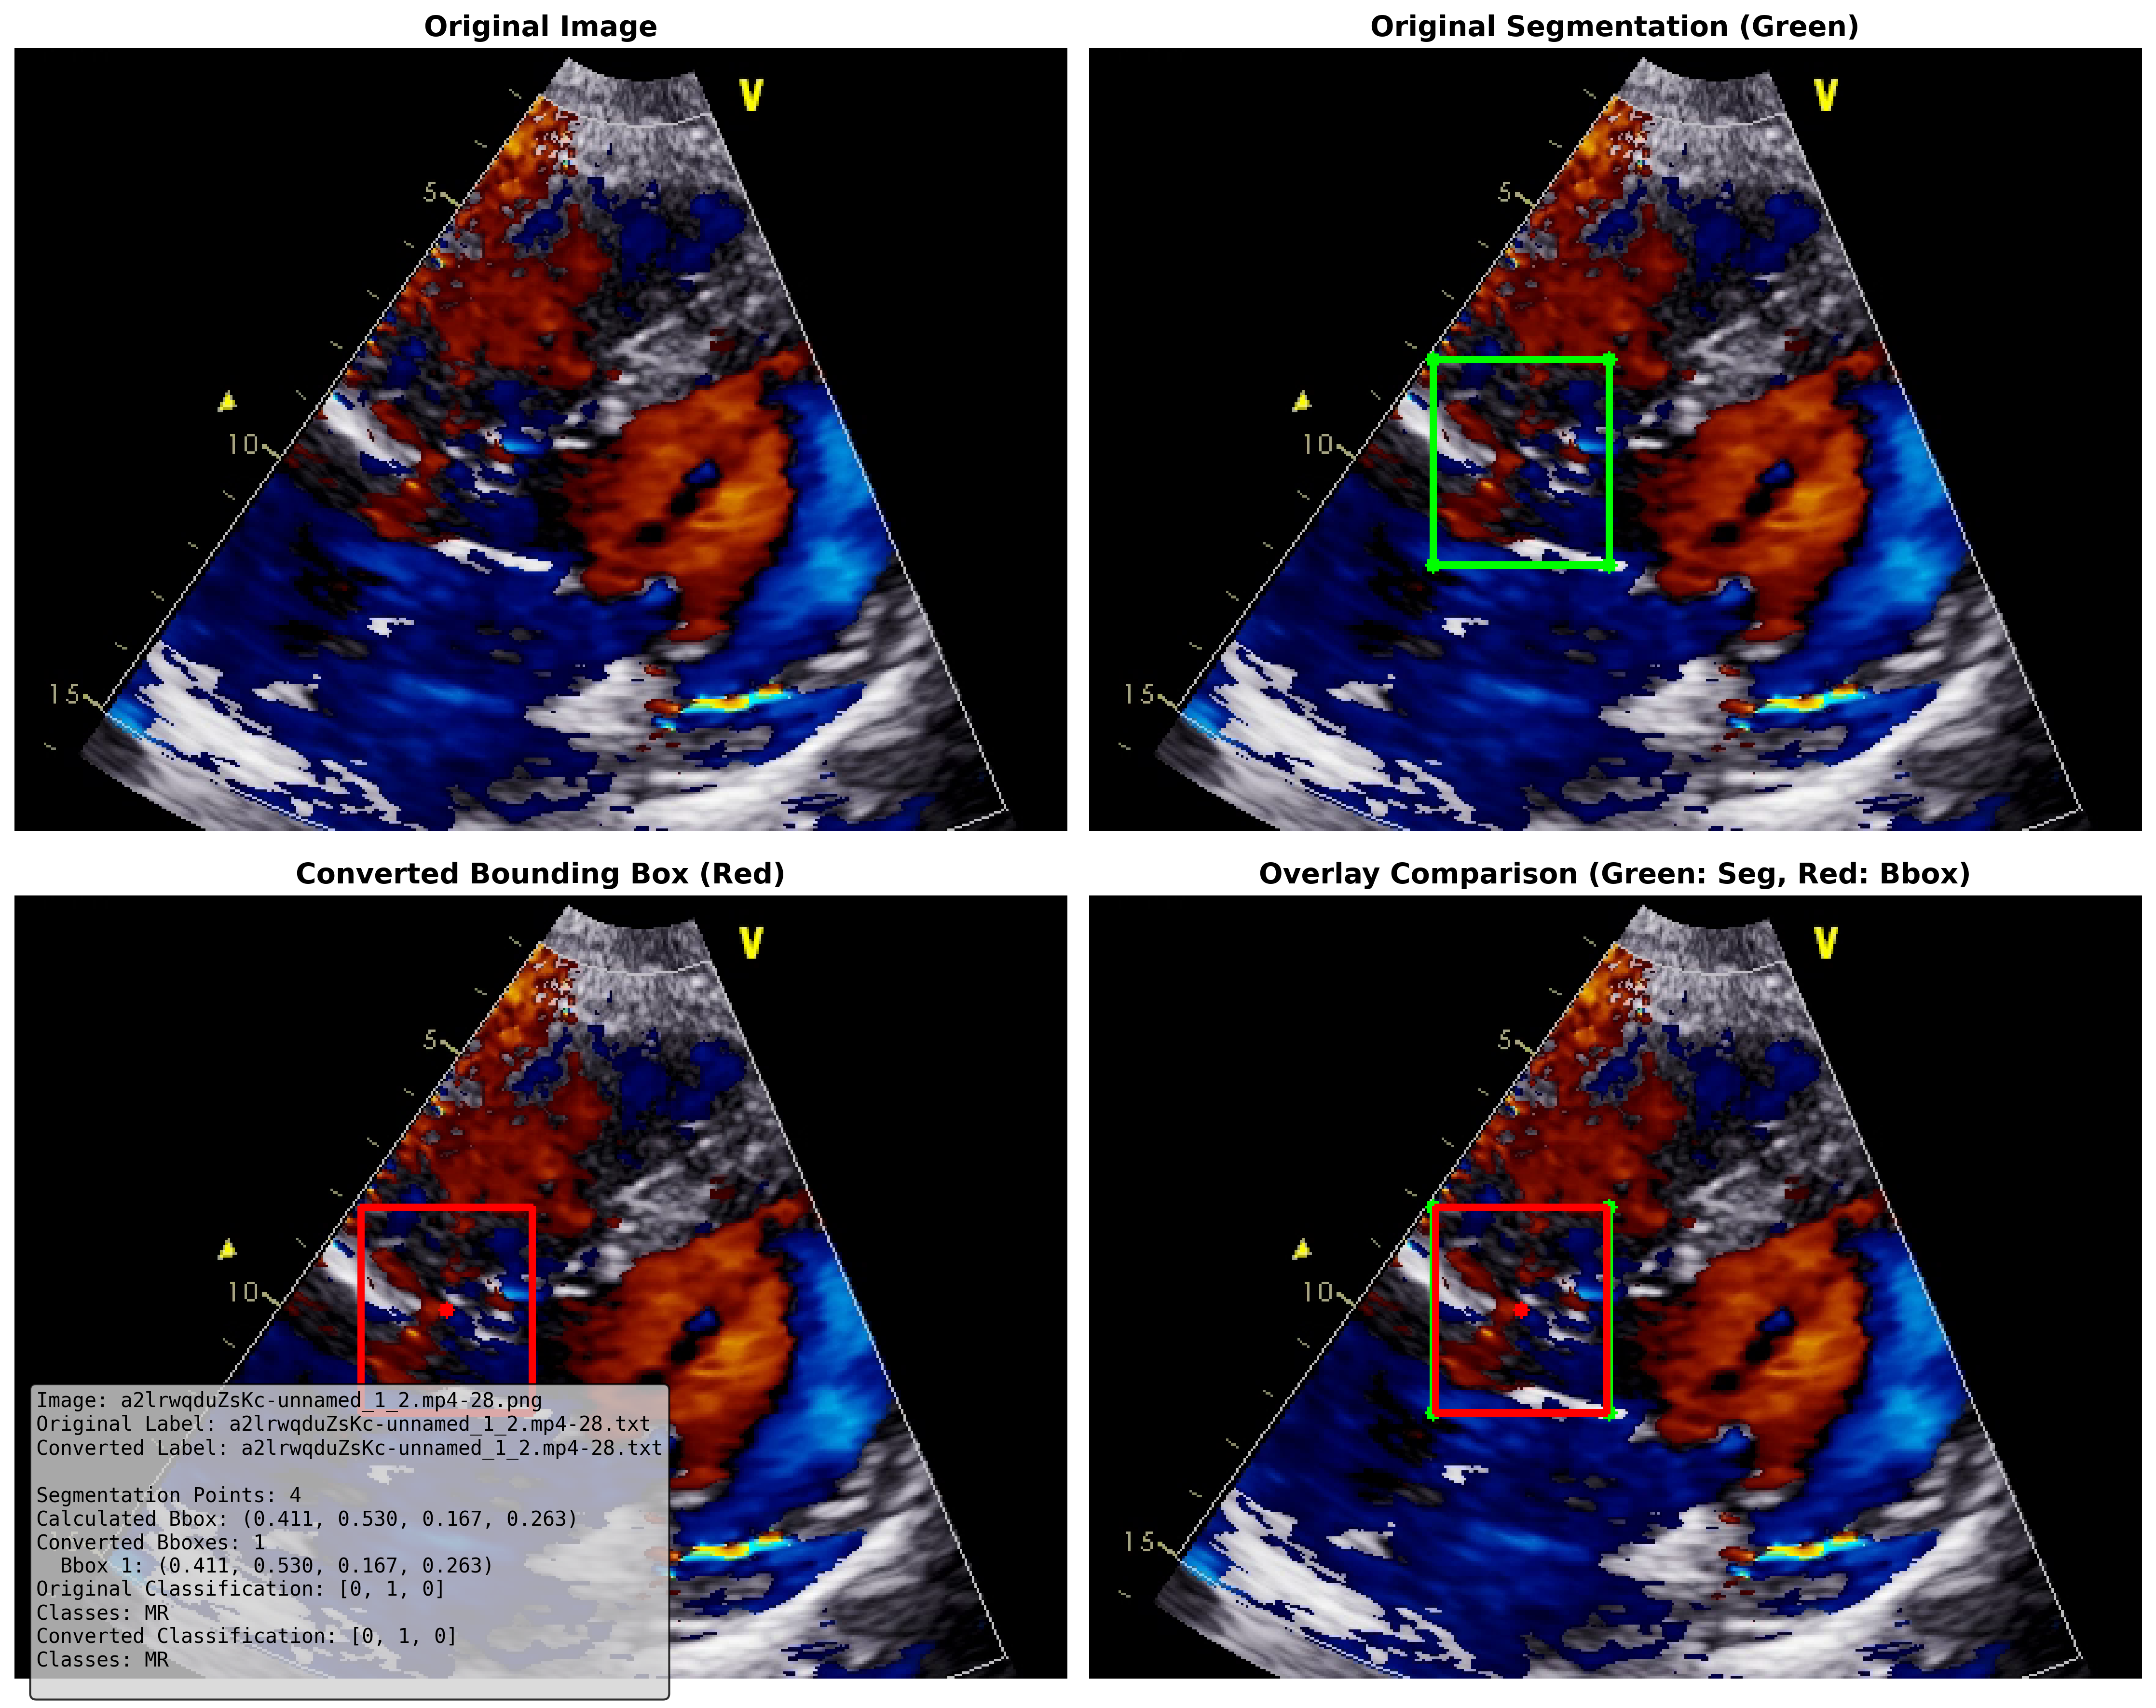 Original Image
Original Segmentation (Green)
V
5
10
15
V
5
10
15
Converted Bounding Box (Red)
Overlay Comparison (Green: Seg, Red: Bbox)
V
5
10
V
5
10
15
Image: a2lrwqduZsKc-unnamed_1_2.mp4-28.png
Original Label: a2lrwqduZsKc-unnamed_1_2.mp4-28.txt
Converted Label: a2lrwqduZsKc-unnamed_1_2.mp4-28.txt
Segmentation Points: 4
Calculated Bbox: (0.411, 0.530, 0.167, 0.263)
Converted Bboxes: 1
Bbox 1: (0.411, 0.530, 0.167, 0.263)
Original Classification: [0, 1, 0]
Classes: MR
Converted Classification: [0, 1, 0]
Classes: MR